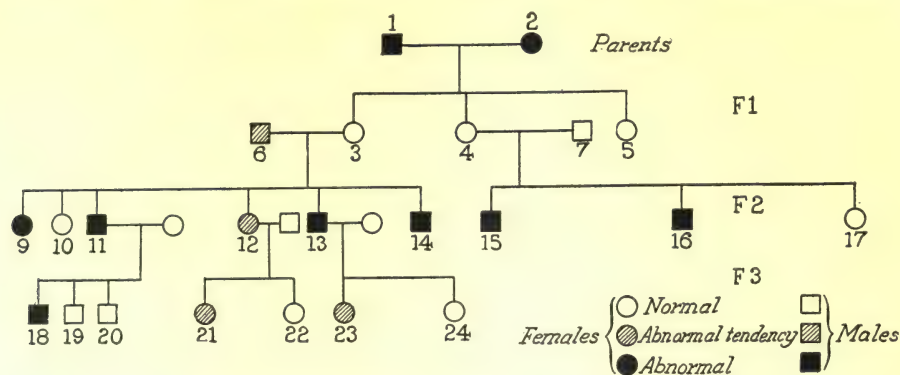 1 2
Parents
F1
6 3 4 7 5
F2
9 10 11 12 13 14 15 16 17
F3
18 19 20 21 22 23 24
Normal
Females Abnormal tendency Males
Abnormal